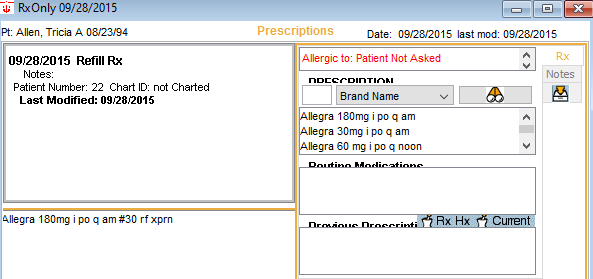 RxOnly 09/28/2015
Pt: Allen, Tricia A 08/23/94
Prescriptions
Date: 09/28/2015 last mod: 09/28/2015
09/28/2015 Refill Rx
Notes:
Patient Number: 22 Chart ID: not Charted
Last Modified: 09/28/2015
Allegra 180mg i po q am #30 rf xprn
Allergic to: Patient Not Asked
PRESCRIPTION
Brand Name
Allegra 180mg i po q am
Allegra 30mg i po q am
Allegra 60 mg i po q noon
Routine Medications
Previous Prescripti
Rx Hx
Current
Rx
Notes